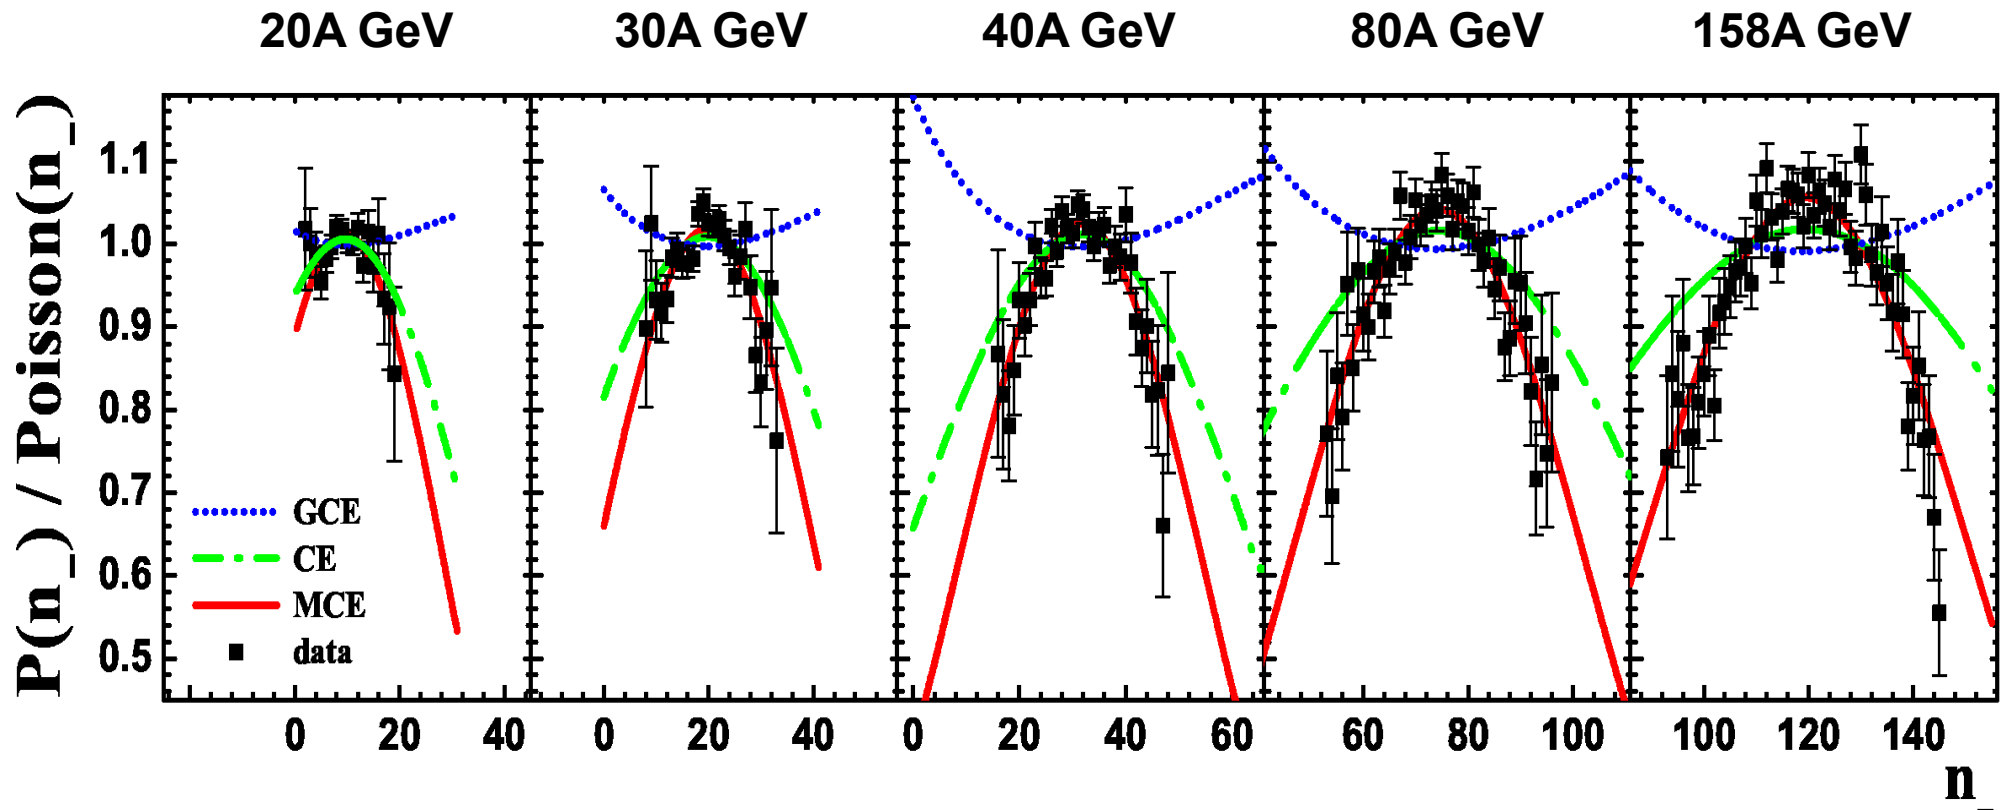 20A GeV 30A GeV 40A GeV 80A GeV 158A GeV
P(n_) / Poisson(n_)
1.1
1.0
0.9
0.8
0.7
0.6
0.5
GCE
CE
MCE
data
0 20 40 0 20 40 0 20 40 60 60 80 100 100 120 140
n_